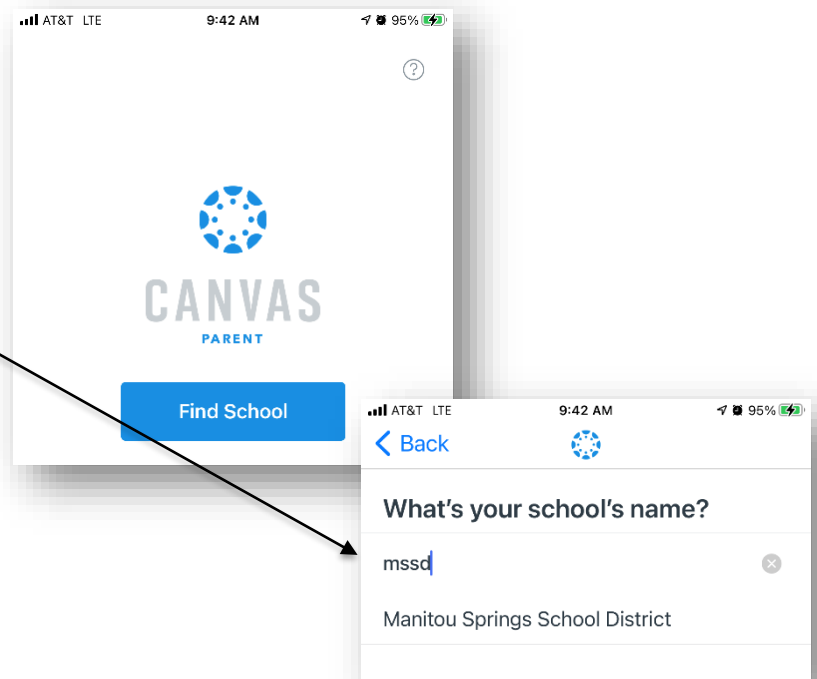 AT&T LTE 9:42 AM 95%
?
CANVAS
PARENT
Find School
AT&T LTE 9:42 AM 95%
Back
What's your school's name?
mssd
Manitou Springs School District